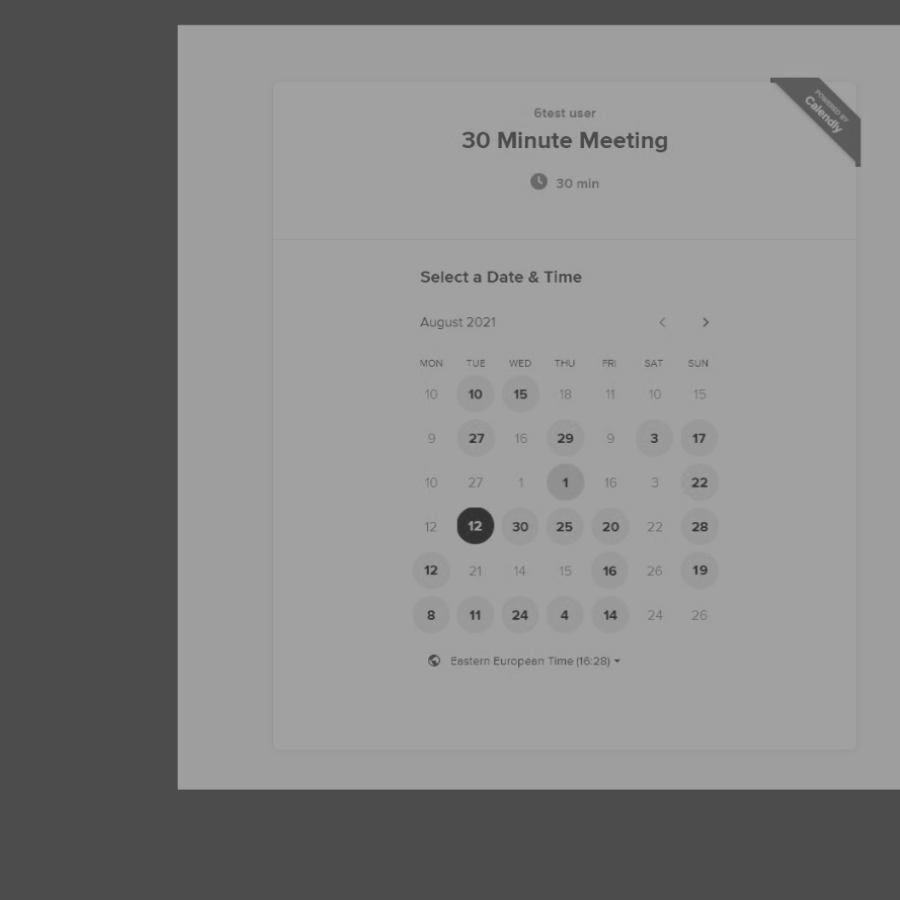 POWERED BY
Calendly
6test user
30 Minute Meeting
30 min
Select a Date & Time
August 2021
MON TUE WED THU FRI SAT SUN
10 10 15 18 11 10 15
9 27 16 29 9 3 17
10 27 1 1 16 3 22
12 12 30 25 20 22 28
12 21 14 15 16 26 19
8 11 24 4 14 24 26
Eastern European Time (16:28)